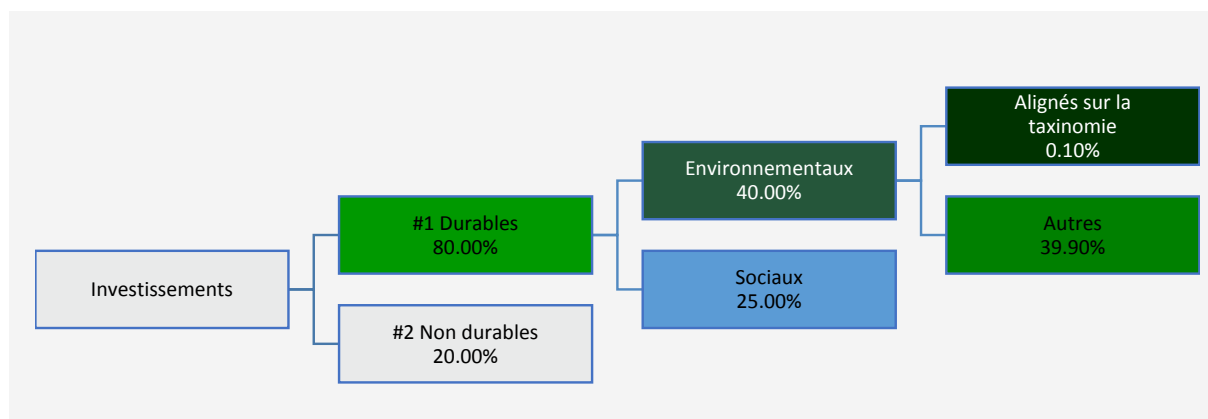 Investissements
#1 Durables
80.00%
#2 Non durables
20.00%
Environnementaux
40.00%
Sociaux
25.00%
Alignés sur la
taxinomie
0.10%
Autres
39.90%